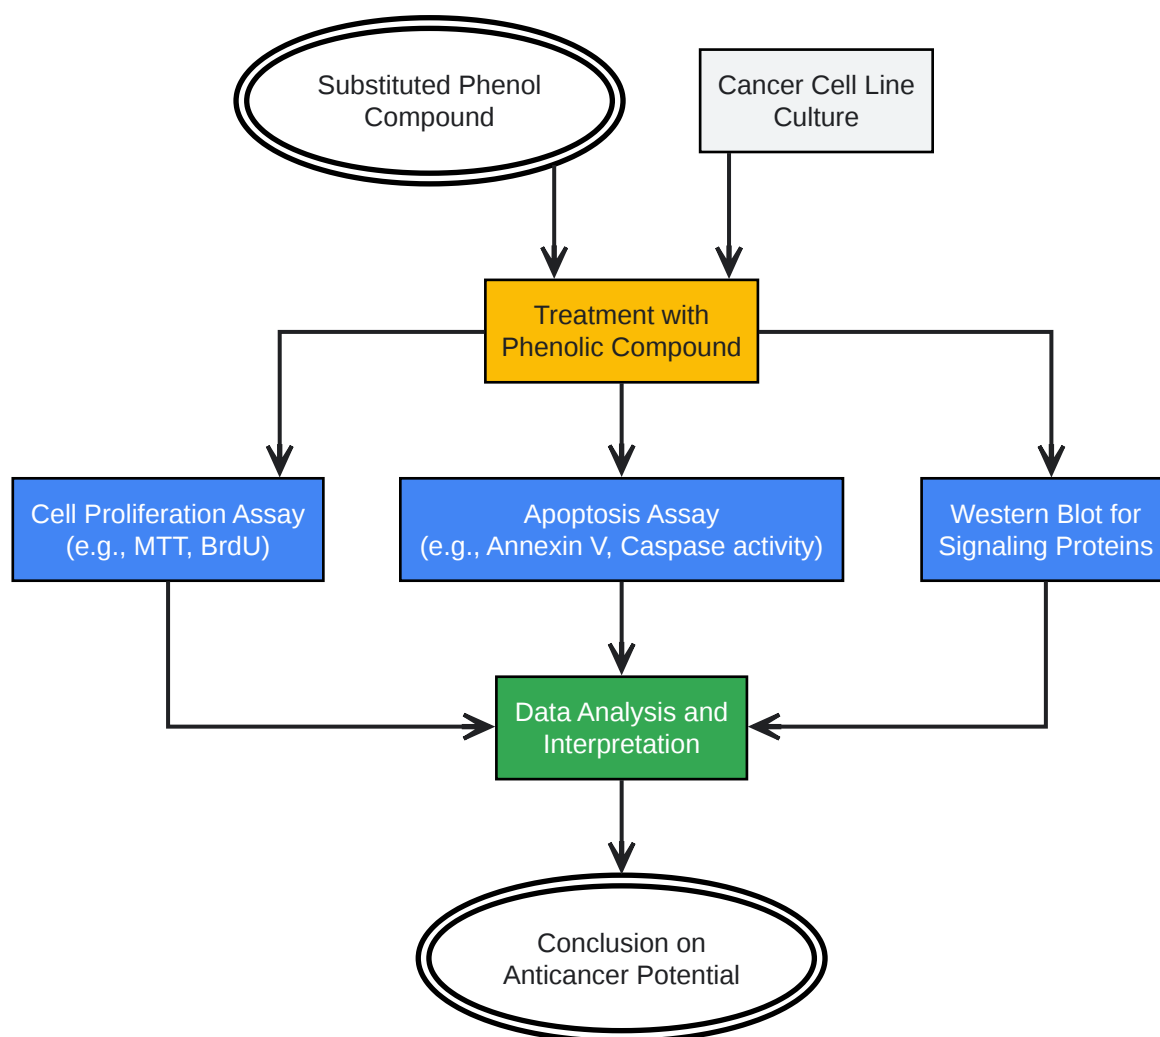 Substituted Phenol
Compound
Cancer Cell Line
Culture
Treatment with
Phenolic Compound
Cell Proliferation Assay
(e.g., MTT, BrdU)
Apoptosis Assay
(e.g., Annexin V, Caspase activity)
Western Blot for
Signaling Proteins
Data Analysis and
Interpretation
Conclusion on
Anticancer Potential